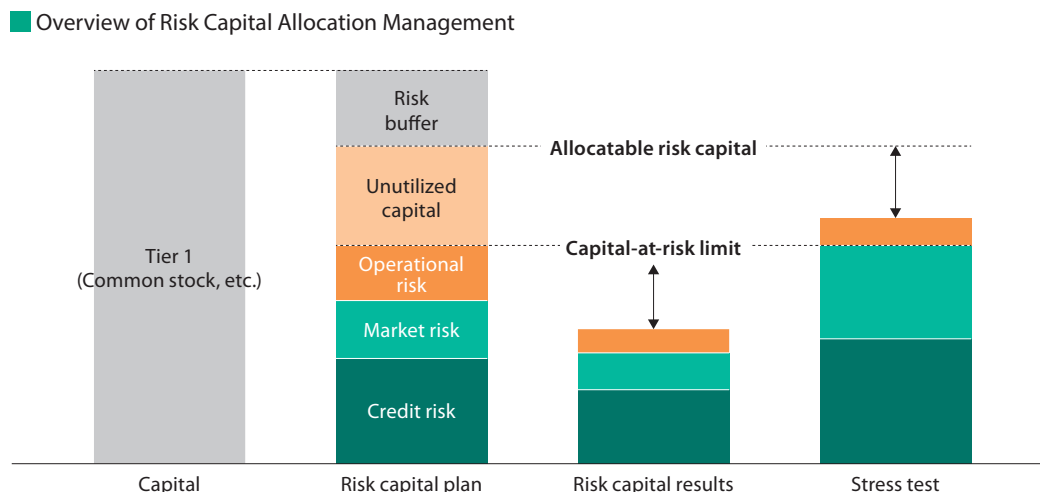 Overview of Risk Capital Allocation Management
Risk
buffer
Allocatable risk capital
Unutilized
capital
Tier 1
(Common stock, etc.)
Capital-at-risk limit
Operational
risk
Market risk
Credit risk
Capital
Risk capital plan
Risk capital results
Stress test